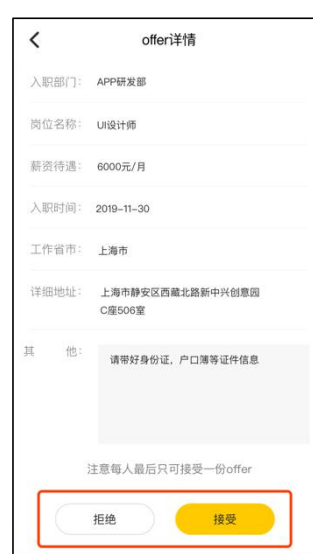 offer详情
入职部门: APP研发部
岗位名称: UI设计师
薪资待遇: 6000元/月
入职时间: 2019-11-30
工作省市: 上海市
详细地址: 上海市静安区西藏北路新中兴创意园
C座506室
其 他: 请带好身份证，户口薄等证件信息
注意每人最后只可接受一份offer
拒绝 接受